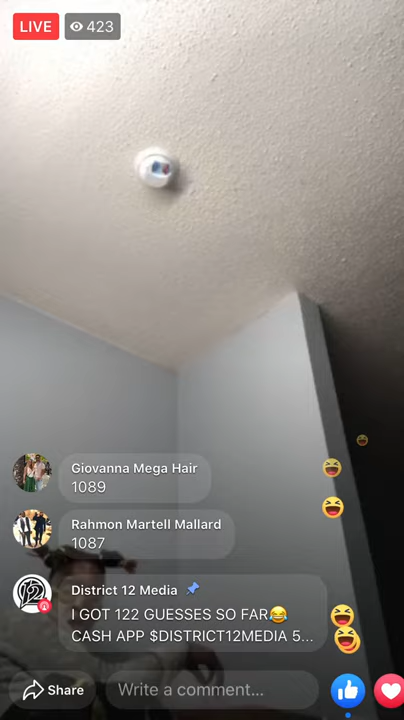 LIVE
423
Giovanna Mega Hair
1089
Rahmon Martell Mallard
1087
District 12 Media 📌
I GOT 122 GUESSES SO FAR😂
CASH APP $DISTRICT12MEDIA 5...
Share
Write a comment...